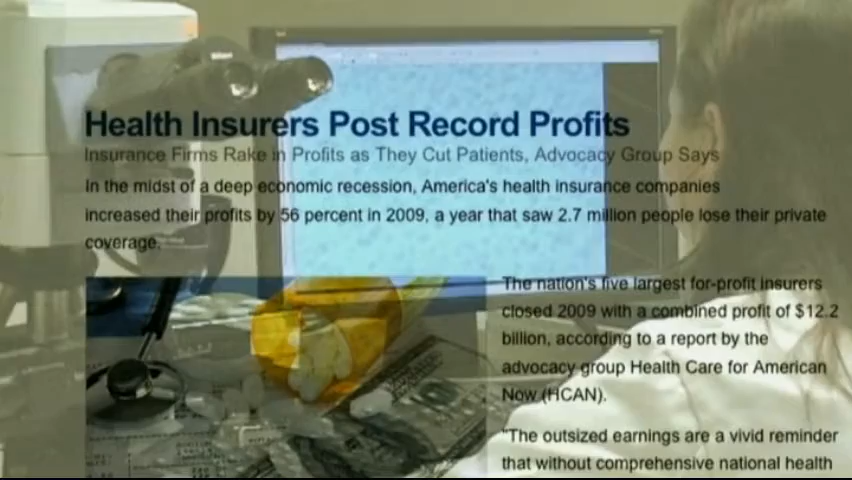 Health Insurers Post Record Profits
Insurance Firms Rake in Profits as They Cut Patients, Advocacy Group Says
In the midst of a deep economic recession, America's health insurance companies
increased their profits by 56 percent in 2009, a year that saw 2.7 million people lose their private
coverage.
The nation's five largest for-profit insurers
closed 2009 with a combined profit of $12.2
billion, according to a report by the
advocacy group Health Care for American
Now (HCAN).
"The outsized earnings are a vivid reminder
that without comprehensive national health